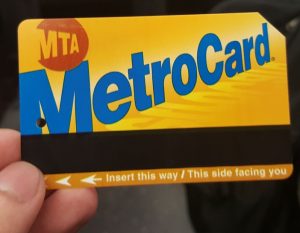 MTA
MetroCard®
Insert this way / This side facing you